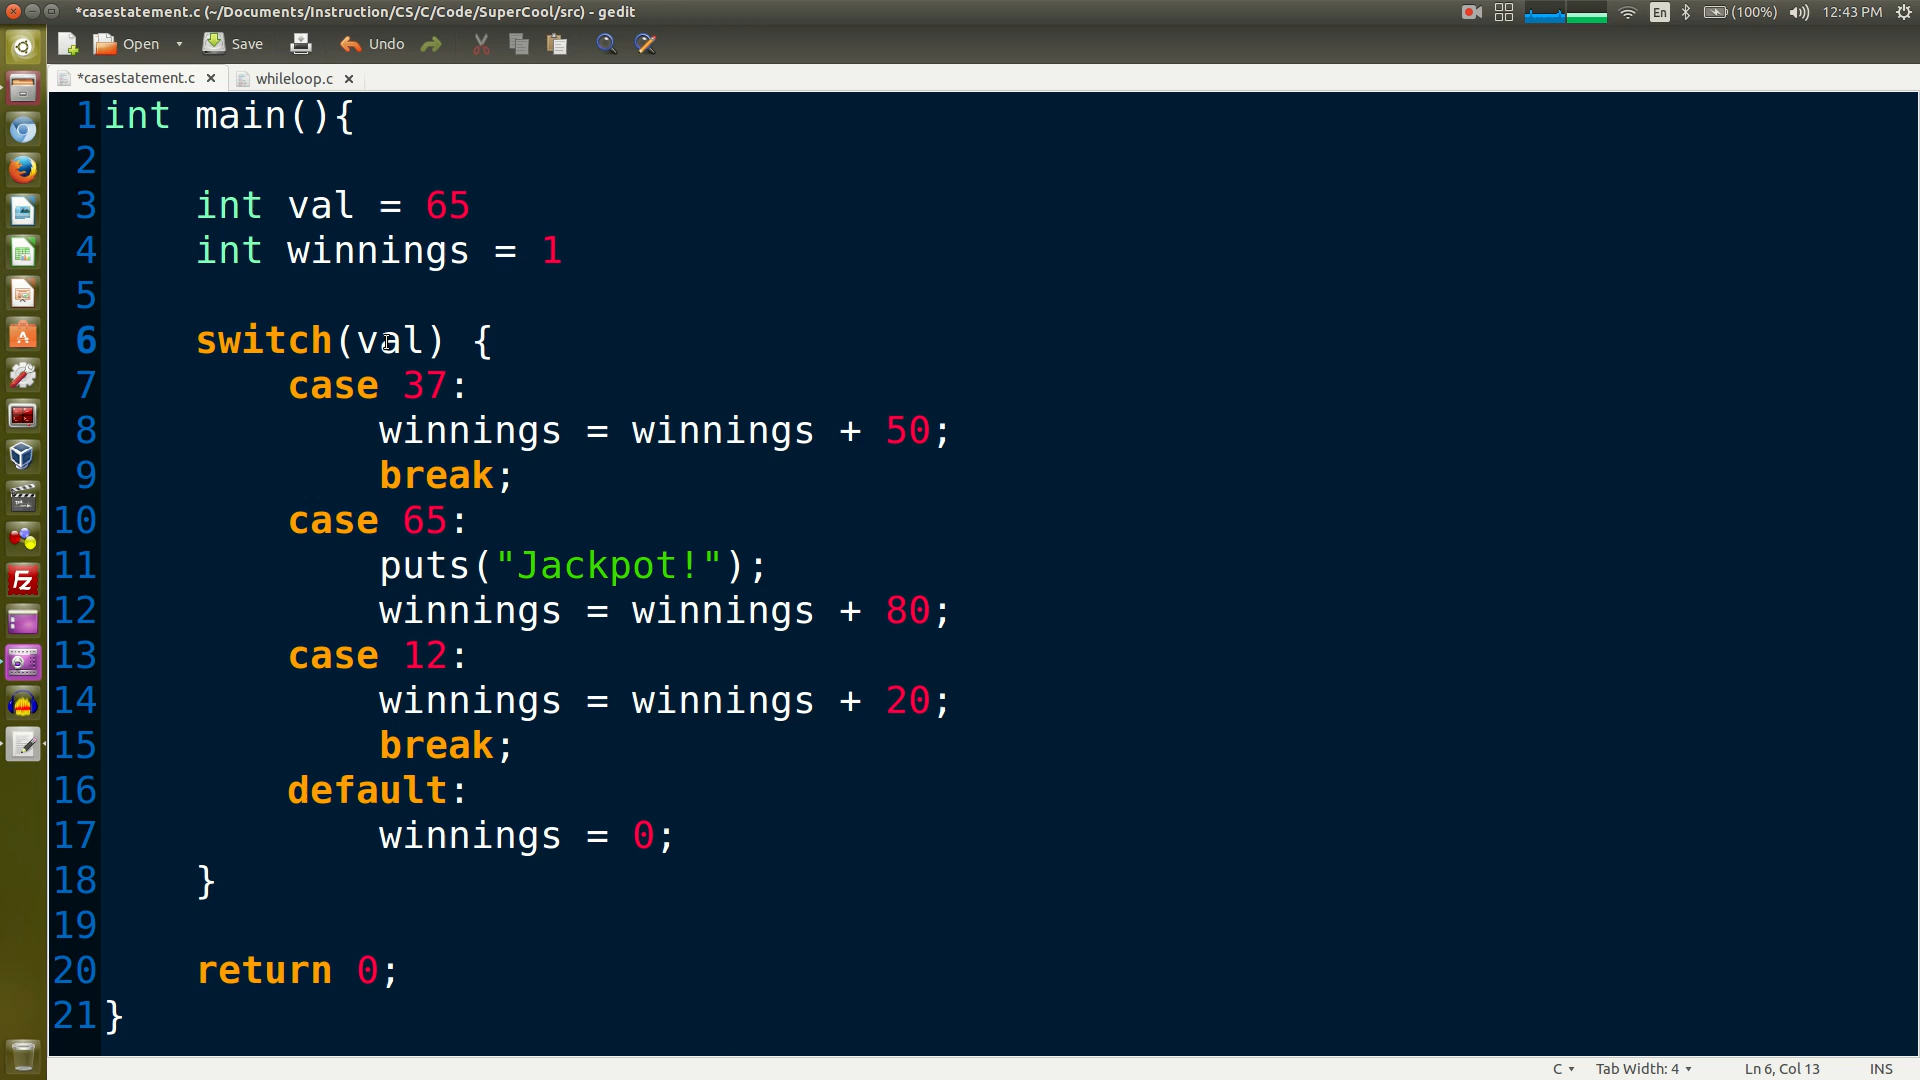 *casestatement.c (~/Documents/Instruction/CS/C/Code/SuperCool/src) - gedit
En (100%) 12:43 PM
Open Save Undo
*casestatement.c × whileloop.c ×
1 int main(){
2
3 int val = 65
4 int winnings = 1
5
6 switch(val) {
7 case 37:
8 winnings = winnings + 50;
9 break;
10 case 65:
11 puts("Jackpot!");
12 winnings = winnings + 80;
13 case 12:
14 winnings = winnings + 20;
15 break;
16 default:
17 winnings = 0;
18 }
19
20 return 0;
21 }
C Tab Width: 4 Ln 6, Col 13 INS